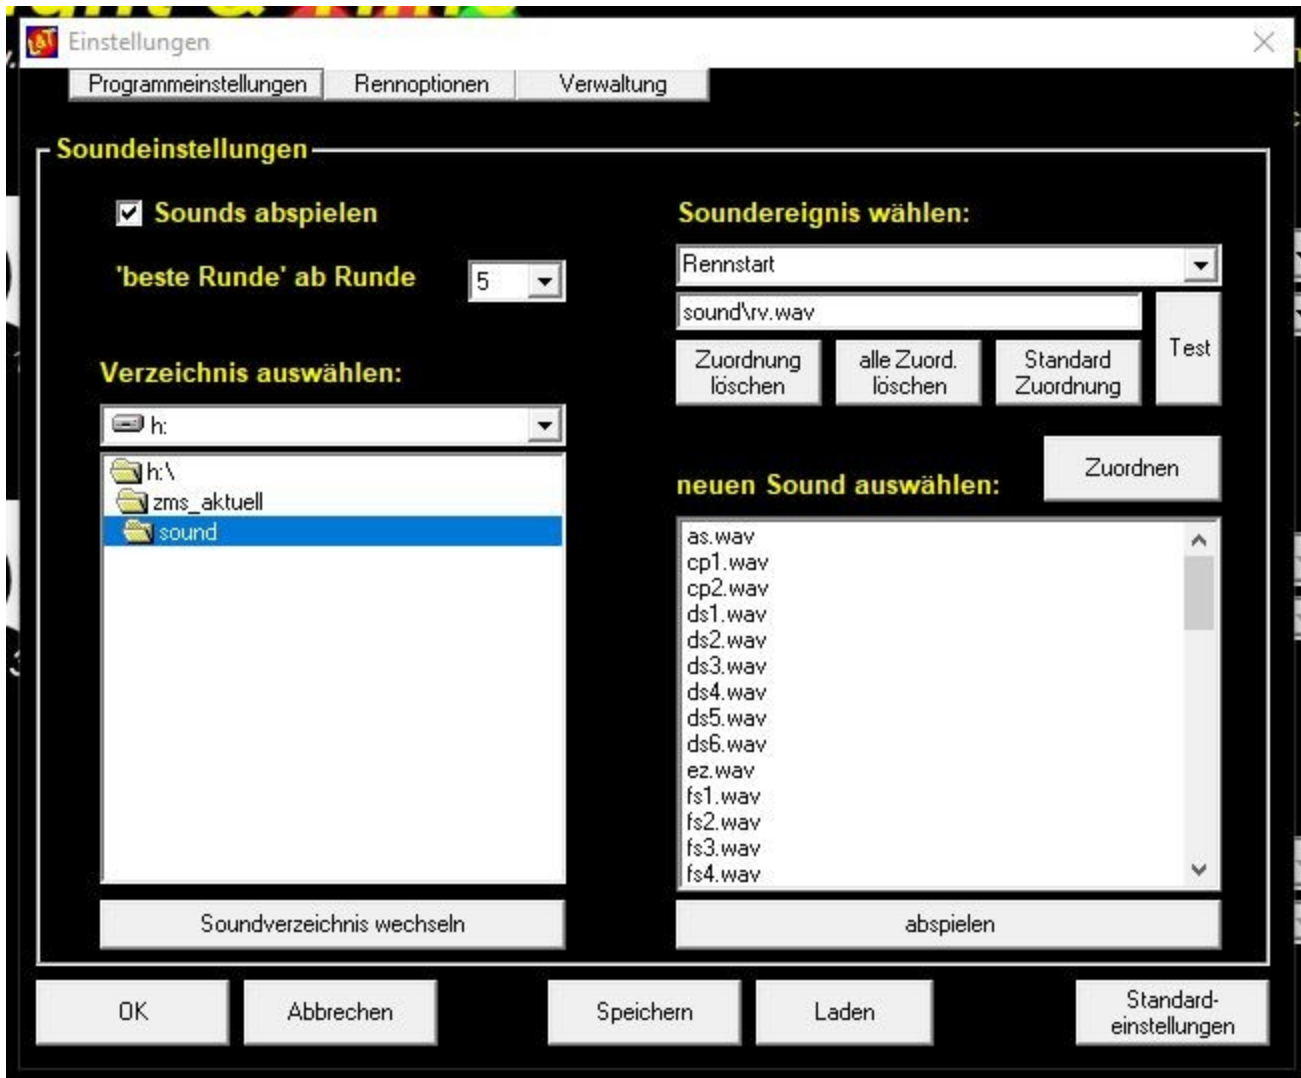 Einstellungen
Programmeinstellungen
Rennoptionen
Verwaltung
Soundeinstellungen
Sounds abspielen
'beste Runde' ab Runde
5
Verzeichnis auswählen:
h:
h:\
zms_aktuell
sound
Soundverzeichnis wechseln
Soundereignis wählen:
Rennstart
sound\rv.wav
Test
Zuordnung
löschen
alle Zuord.
löschen
Standard
Zuordnung
Zuordnen
neuen Sound auswählen:
as.wav
cp1.wav
cp2.wav
ds1.wav
ds2.wav
ds3.wav
ds4.wav
ds5.wav
ds6.wav
ez.wav
fs1.wav
fs2.wav
fs3.wav
fs4.wav
abspielen
OK
Abbrechen
Speichern
Laden
Standard-
einstellungen